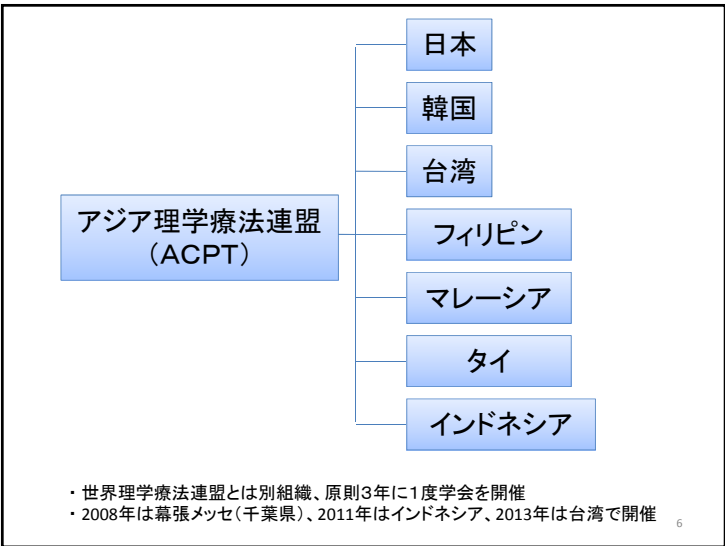 アジア理学療法連盟
(ACPT)
日本
韓国
台湾
フィリピン
マレーシア
タイ
インドネシア
・世界理学療法連盟とは別組織、原則3年に1度学会を開催
・2008年は幕張メッセ(千葉県)、2011年はインドネシア、2013年は台湾で開催
6